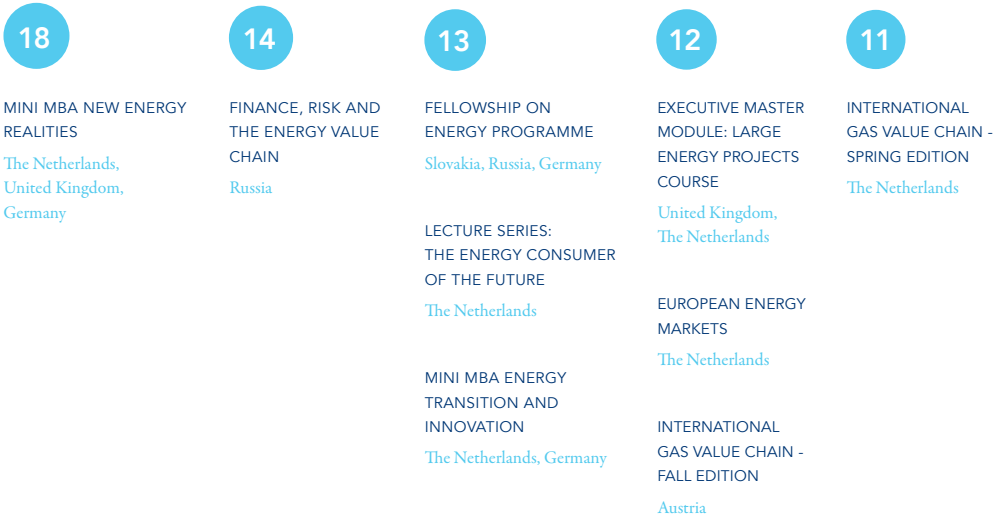 18
MINI MBA NEW ENERGY
REALITIES
The Netherlands,
United Kingdom,
Germany
14
FINANCE, RISK AND
THE ENERGY VALUE
CHAIN
Russia
13
FELLOWSHIP ON
ENERGY PROGRAMME
Slovakia, Russia, Germany
LECTURE SERIES:
THE ENERGY CONSUMER
OF THE FUTURE
The Netherlands
MINI MBA ENERGY
TRANSITION AND
INNOVATION
The Netherlands, Germany
12
EXECUTIVE MASTER
MODULE: LARGE
ENERGY PROJECTS
COURSE
United Kingdom,
The Netherlands
EUROPEAN ENERGY
MARKETS
The Netherlands
INTERNATIONAL
GAS VALUE CHAIN -
FALL EDITION
Austria
11
INTERNATIONAL
GAS VALUE CHAIN -
SPRING EDITION
The Netherlands